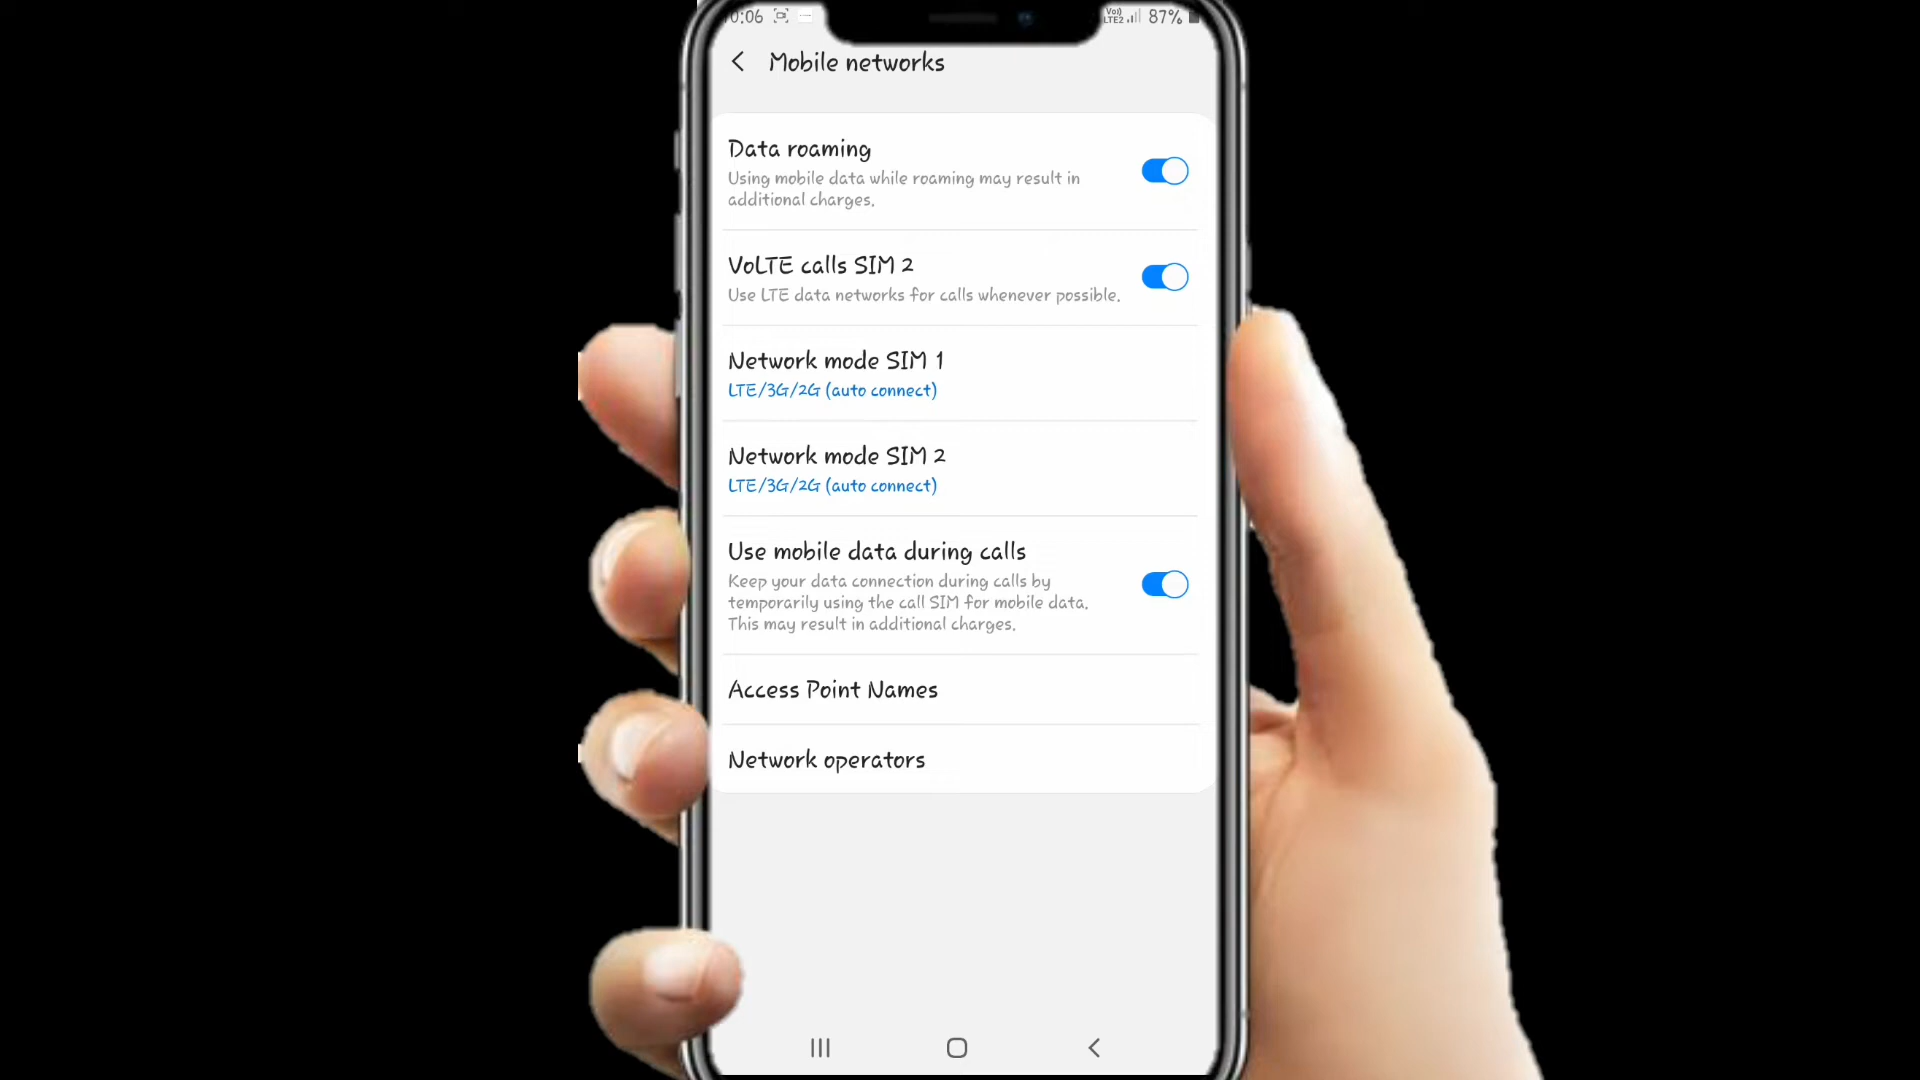 0:06 Vo) LTE2 87%
Mobile networks
Data roaming
Using mobile data while roaming may result in
additional charges.
VoLTE calls SIM 2
Use LTE data networks for calls whenever possible.
Network mode SIM 1
LTE/3G/2G (auto connect)
Network mode SIM 2
LTE/3G/2G (auto connect)
Use mobile data during calls
Keep your data connection during calls by
temporarily using the call SIM for mobile data.
This may result in additional charges.
Access Point Names
Network operators